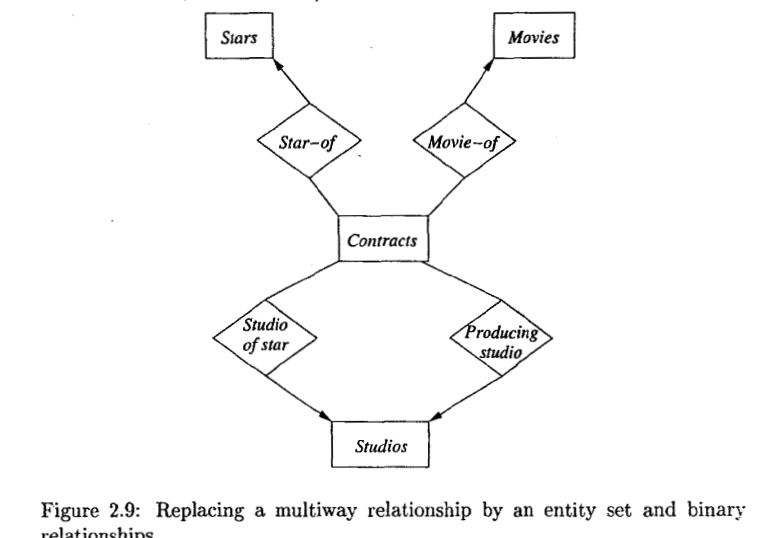 Stars
Movies
Star-of
Movie-of
Contracts
Studio
of star
Producing
studio
Studios
Figure 2.9: Replacing a multiway relationship by an entity set and binary
relationships